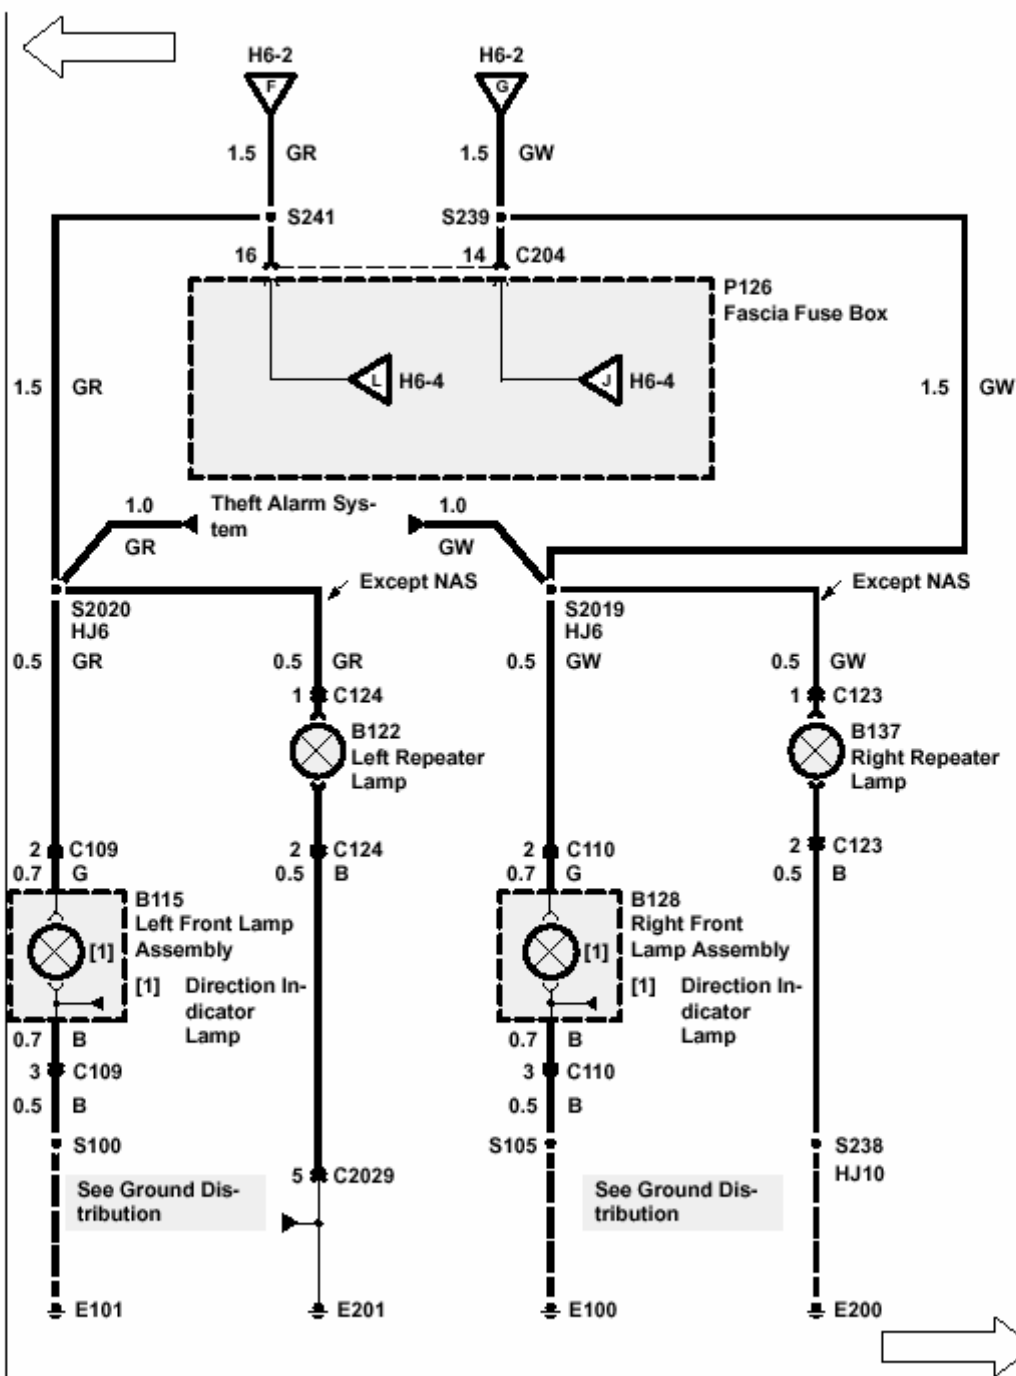 H6-2
H6-2
F
G
1.5 GR
1.5 GW
S241
S239
16
14 C204
P126
Fascia Fuse Box
L H6-4
J H6-4
1.5 GR
1.5 GW
1.0
Theft Alarm Sys-
tem
1.0
GR
GW
Except NAS
Except NAS
S2020
HJ6
S2019
HJ6
0.5 GR
0.5 GR
0.5 GW
0.5 GW
1 C124
1 C123
B122
Left Repeater
Lamp
B137
Right Repeater
Lamp
2 C109
2 C124
2 C110
2 C123
0.7 G
0.5 B
0.7 G
0.5 B
B115
Left Front Lamp
Assembly
[1]
[1] Direction In-
dicator
Lamp
B128
Right Front
Lamp Assembly
[1]
[1] Direction In-
dicator
Lamp
0.7 B
0.7 B
3 C109
3 C110
0.5 B
0.5 B
S100
S105
S238
HJ10
5 C2029
See Ground Dis-
tribution
See Ground Dis-
tribution
E101
E201
E100
E200